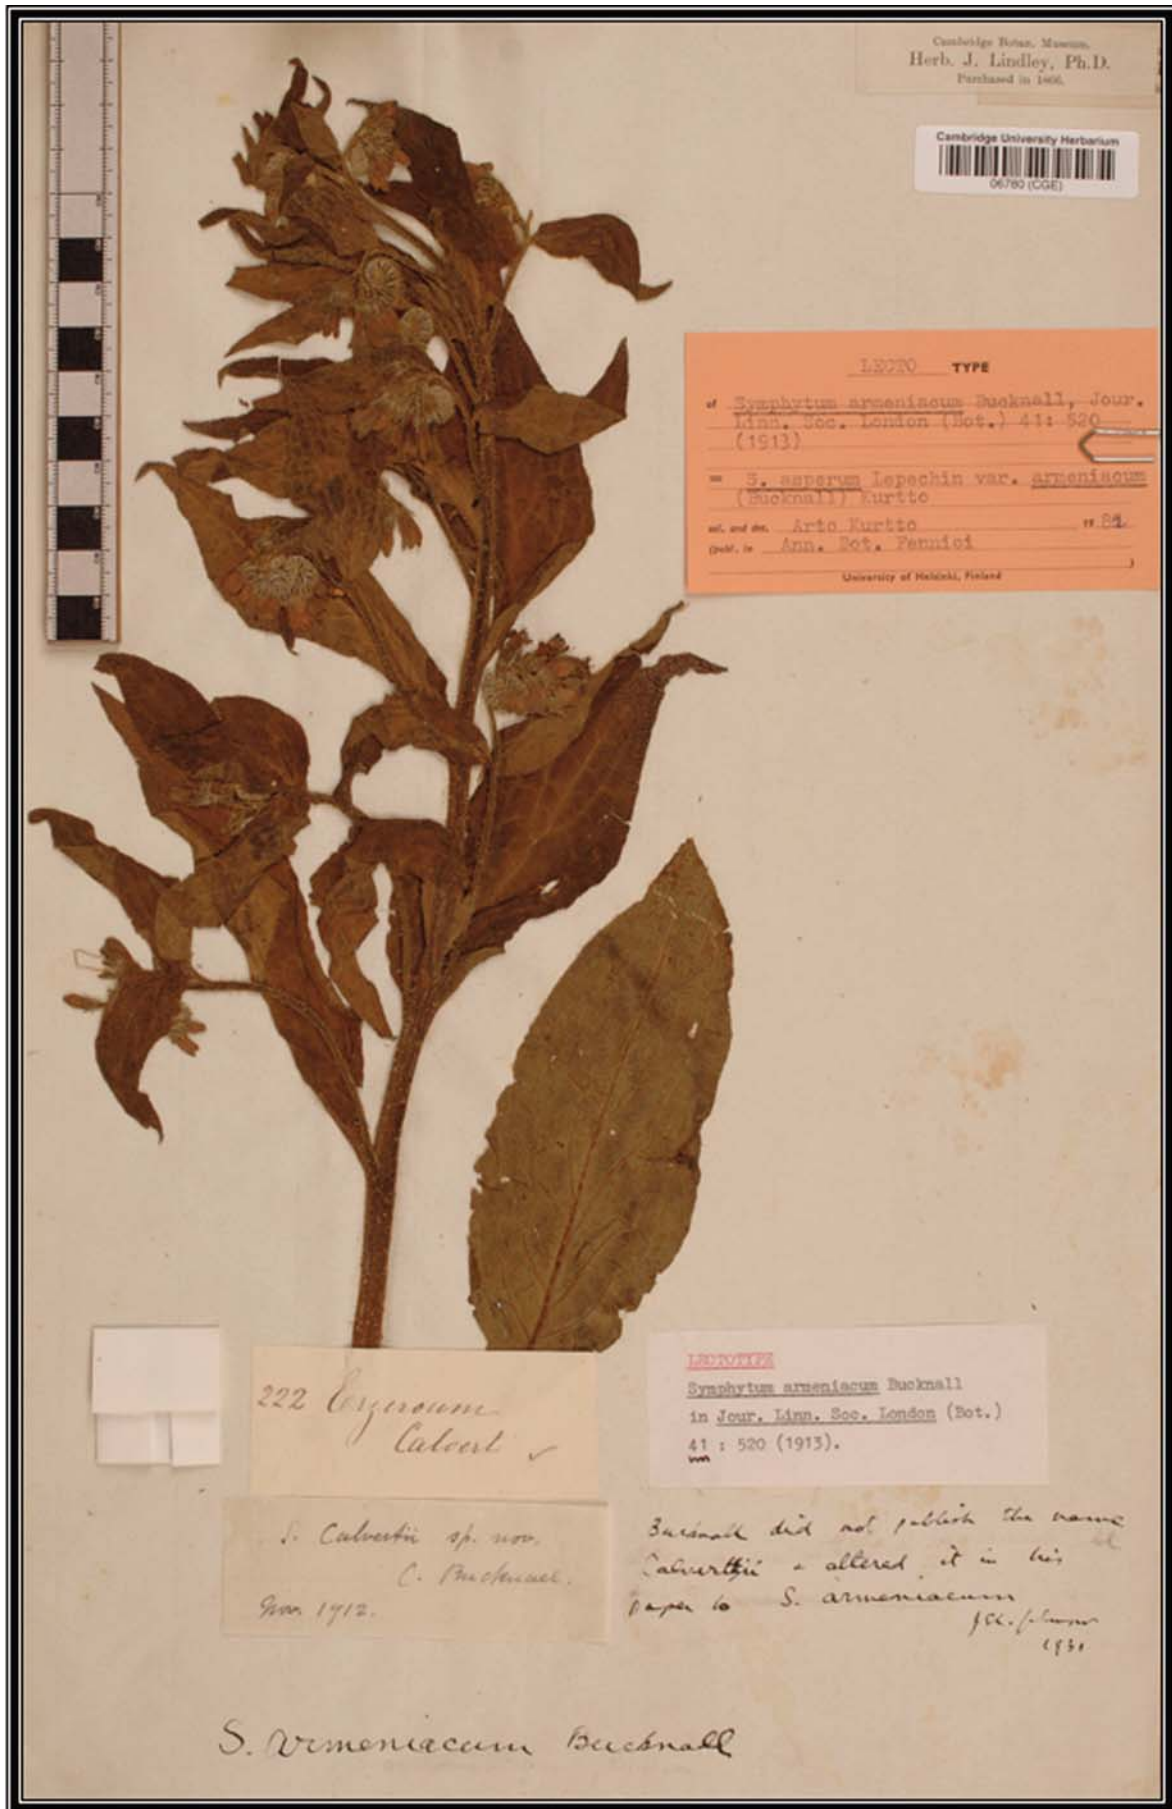 Cambridge Botan. Museum.
Herb. J. Lindley, Ph.D.
Purchased in 1866.
Cambridge University Herbarium
06780 (CGE)
LECTO TYPE
of Symphytum armeniacum Bucknall, Jour.
Linn. Soc. London (Bot.) 41: 520
(1913)
= S. asperum Lepechin var. armeniacum
(Bucknall) Kurtto
sel. and det. Arto Kurtto 1981
(publ. in Ann. Bot. Fennici
)
University of Helsinki, Finland
222 Erzeroum
Calvert ✓
LECTOTYPE
Symphytum armeniacum Bucknall
in Jour. Linn. Soc. London (Bot.)
41 : 520 (1913).
S. Calvertii sp. nov.
C. Bucknall.
Nov. 1912.
Bucknall did not publish the name
Calvertii & altered it in his
paper to S. armeniacum
1931
S. armeniacum Bucknall